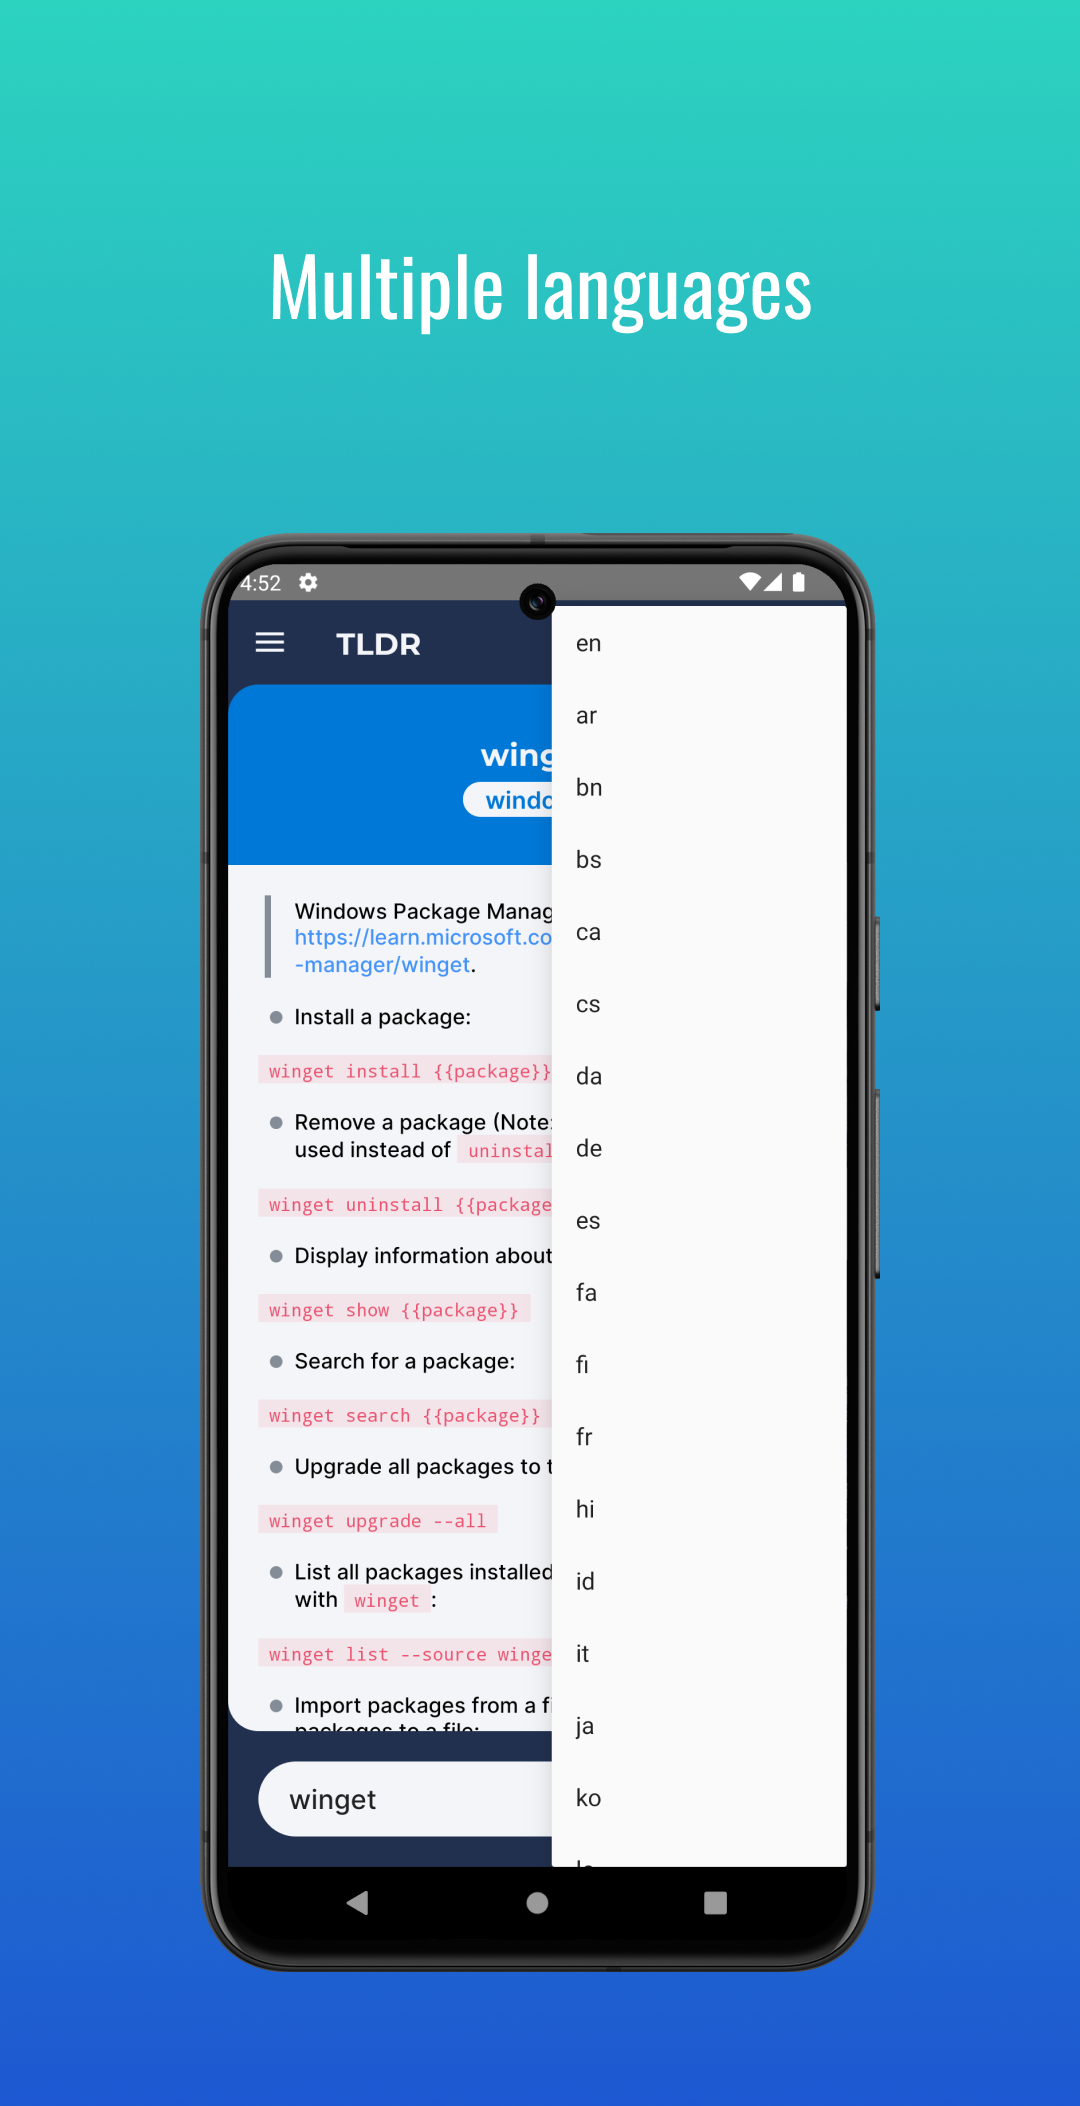 Multiple languages
4:52
TLDR
wing
windo
Windows Package Manag
https://learn.microsoft.co
-manager/winget.
Install a package:
winget install {{package}}
Remove a package (Note:
used instead of uninstal
winget uninstall {{package
Display information about
winget show {{package}}
Search for a package:
winget search {{package}}
Upgrade all packages to t
winget upgrade --all
List all packages installed
with winget :
winget list --source winge
Import packages from a fi
packages to a file:
winget
en
ar
bn
bs
ca
cs
da
de
es
fa
fi
fr
hi
id
it
ja
ko